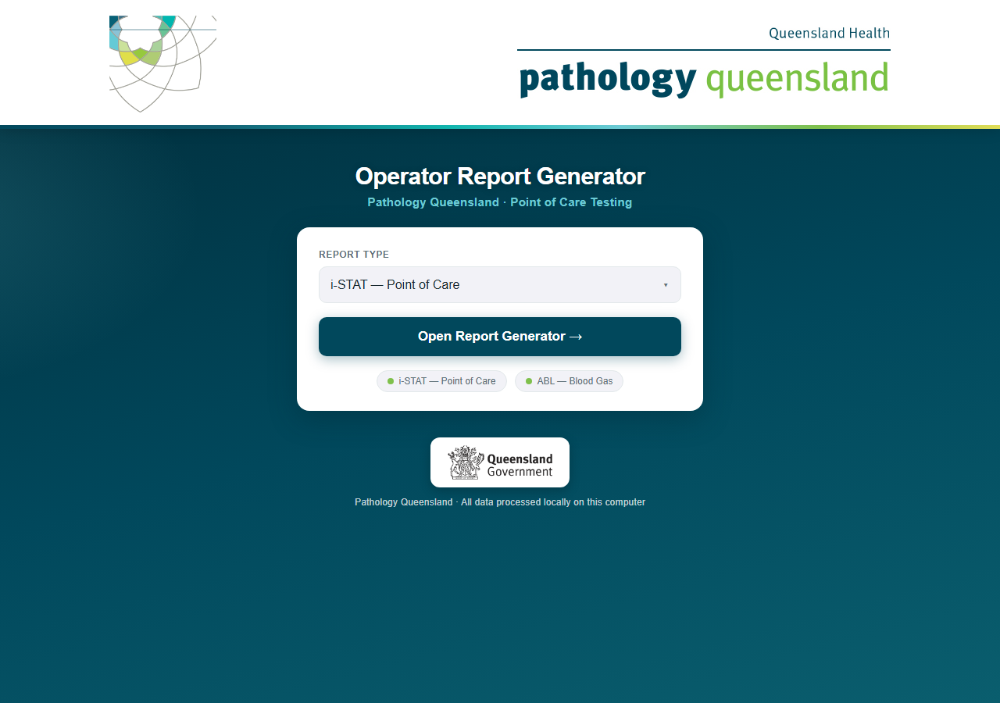 Queensland Health
pathology queensland
Operator Report Generator
Pathology Queensland · Point of Care Testing
REPORT TYPE
i-STAT — Point of Care
Open Report Generator →
i-STAT — Point of Care
ABL — Blood Gas
Queensland
Government
Pathology Queensland · All data processed locally on this computer